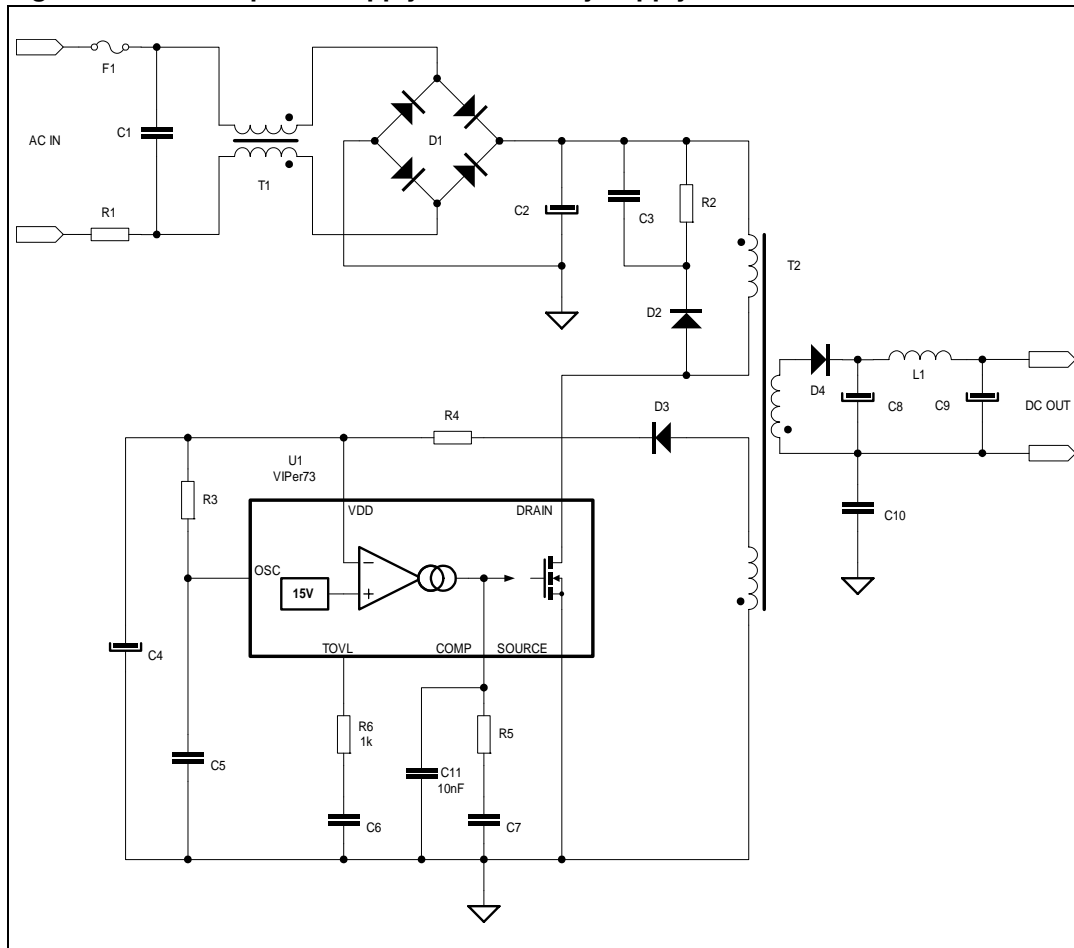 F1
AC IN
C1
R1
T1
D1
C2
C3
R2
D2
T2
D4
L1
C8
C9
DC OUT
C10
R4
D3
U1
VIPer73
R3
VDD
DRAIN
OSC
15V
−
+
TOVL
COMP
SOURCE
C4
C5
R6
1k
C6
C11
10nF
R5
C7